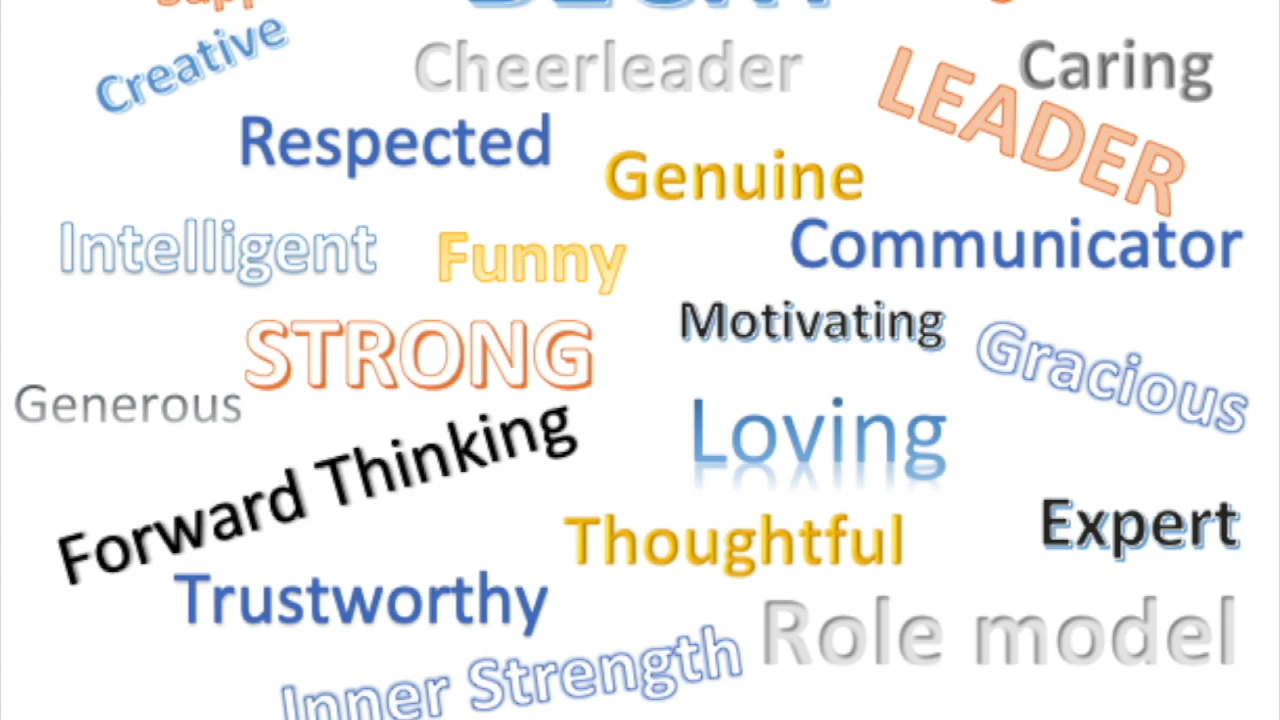 Creative
Cheerleader
Caring
LEADER
Respected
Genuine
Intelligent
Funny
Communicator
STRONG
Motivating
Gracious
Generous
Forward Thinking
Loving
Thoughtful
Expert
Trustworthy
Role model
Inner Strength